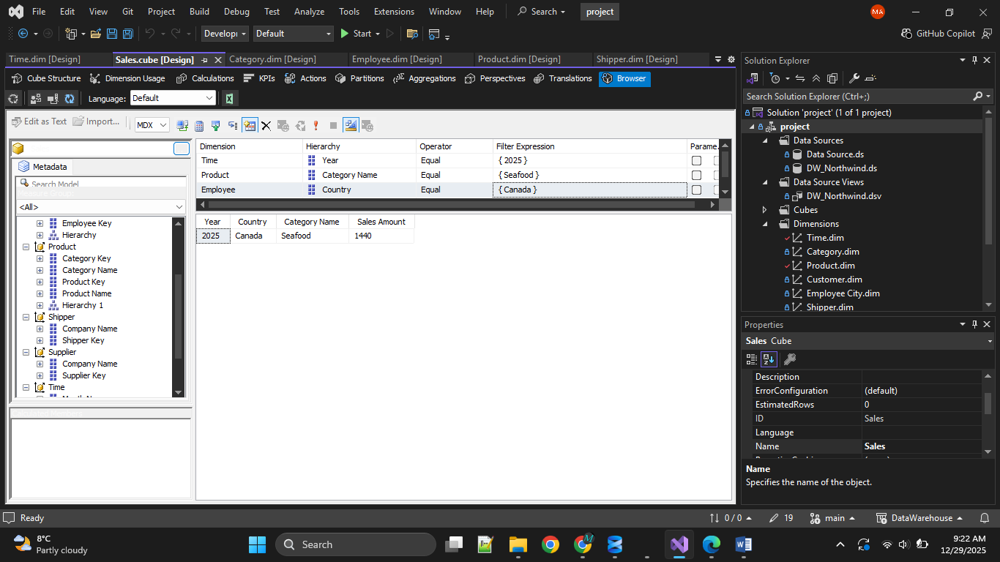 File Edit View Git Project Build Debug Test Analyze Tools Extensions Window Help Search project MA
Developr Default Start GitHub Copilot
Time.dim [Design] Sales.cube [Design] Category.dim [Design] Employee.dim [Design] Product.dim [Design] Shipper.dim [Design]
Cube Structure Dimension Usage Calculations KPIs Actions Partitions Aggregations Perspectives Translations Browser
Language: Default
Edit as Text Import... MDX
Metadata
Search Model
<All>
Employee Key
Hierarchy
Product
Category Key
Category Name
Product Key
Product Name
Hierarchy 1
Shipper
Company Name
Shipper Key
Supplier
Company Name
Supplier Key
Time
Calculated Members
Dimension Hierarchy Operator Filter Expression Parame.
Time Year Equal { 2025 }
Product Category Name Equal { Seafood }
Employee Country Equal { Canada }
Year Country Category Name Sales Amount
2025 Canada Seafood 1440
Solution Explorer
Search Solution Explorer (Ctrl+;)
Solution 'project' (1 of 1 project)
project
Data Sources
Data Source.ds
DW_Northwind.ds
Data Source Views
DW_Northwind.dsv
Cubes
Dimensions
Time.dim
Category.dim
Product.dim
Customer.dim
Employee City.dim
Shipper.dim
Properties
Sales Cube
Description
ErrorConfiguration (default)
EstimatedRows 0
ID Sales
Language
Name Sales
Name
Specifies the name of the object.
Ready 0 / 0 19 main DataWarehouse
8°C
Partly cloudy
Search
9:22 AM
12/29/2025